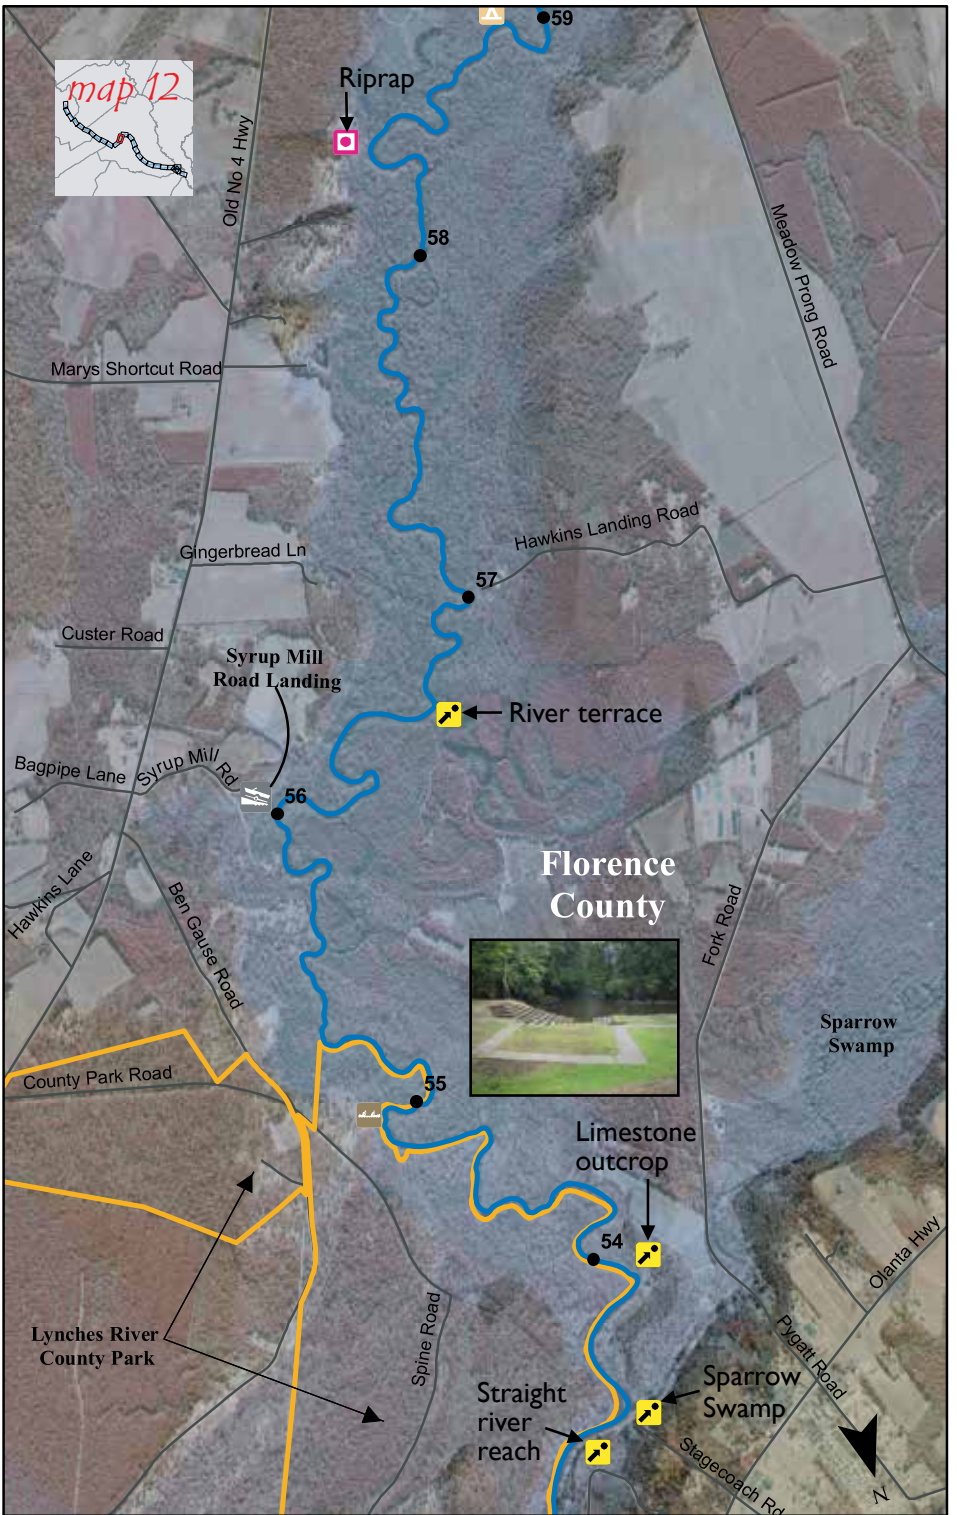 59
Riprap
map 12
Old No 4 Hwy
58
Meadow Prong Road
Marys Shortcut Road
Hawkins Landing Road
Gingerbread Ln
57
Custer Road
Syrup Mill
Road Landing
River terrace
Bagpipe Lane
Syrup Mill Rd
56
Hawkins Lane
Ben Gause Road
Florence
County
Fork Road
Sparrow
Swamp
County Park Road
55
Limestone
outcrop
54
Olanta Hwy
Lynches River
County Park
Spine Road
Pygatt Road
Straight
river
reach
Sparrow
Swamp
Stagecoach Rd
N